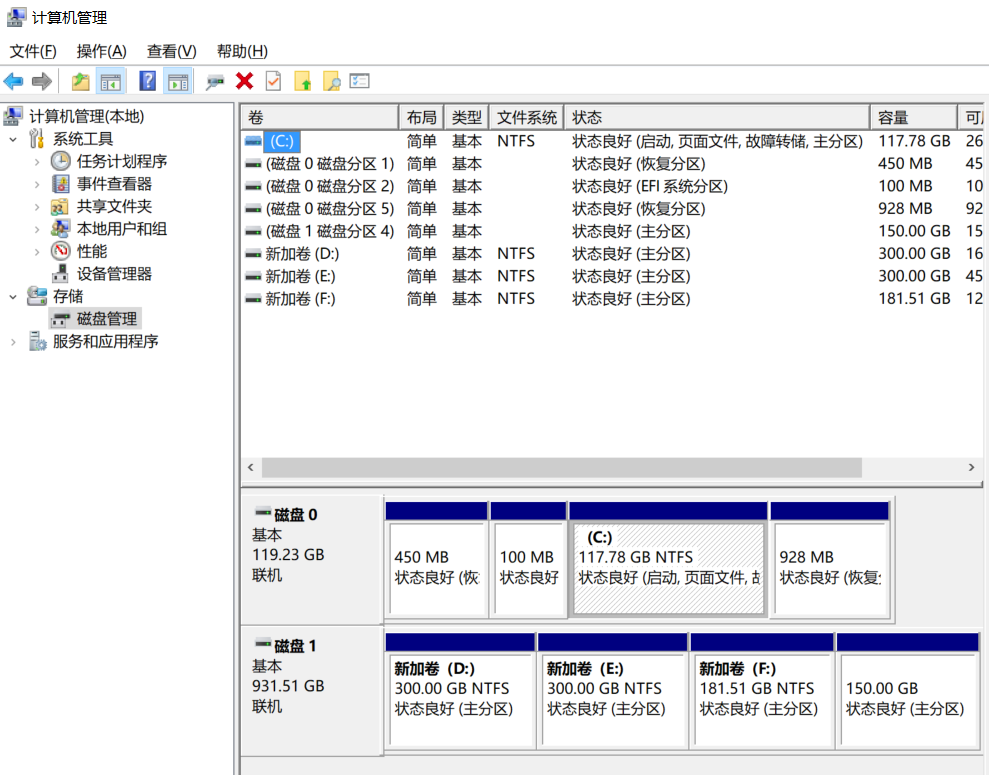 计算机管理
文件(F) 操作(A) 查看(V) 帮助(H)
计算机管理(本地)
系统工具
任务计划程序
事件查看器
共享文件夹
本地用户和组
性能
设备管理器
存储
磁盘管理
服务和应用程序
卷 布局 类型 文件系统 状态 容量 可
(C:) 简单 基本 NTFS 状态良好 (启动, 页面文件, 故障转储, 主分区) 117.78 GB 26
(磁盘 0 磁盘分区 1) 简单 基本 状态良好 (恢复分区) 450 MB 45
(磁盘 0 磁盘分区 2) 简单 基本 状态良好 (EFI 系统分区) 100 MB 10
(磁盘 0 磁盘分区 5) 简单 基本 状态良好 (恢复分区) 928 MB 92
(磁盘 1 磁盘分区 4) 简单 基本 状态良好 (主分区) 150.00 GB 15
新加卷 (D:) 简单 基本 NTFS 状态良好 (主分区) 300.00 GB 16
新加卷 (E:) 简单 基本 NTFS 状态良好 (主分区) 300.00 GB 45
新加卷 (F:) 简单 基本 NTFS 状态良好 (主分区) 181.51 GB 12
磁盘 0
基本
119.23 GB
联机
450 MB
状态良好 (恢
100 MB
状态良好
(C:)
117.78 GB NTFS
状态良好 (启动, 页面文件, 故
928 MB
状态良好 (恢复
磁盘 1
基本
931.51 GB
联机
新加卷 (D:)
300.00 GB NTFS
状态良好 (主分区)
新加卷 (E:)
300.00 GB NTFS
状态良好 (主分区)
新加卷 (F:)
181.51 GB NTFS
状态良好 (主分区)
150.00 GB
状态良好 (主分区)